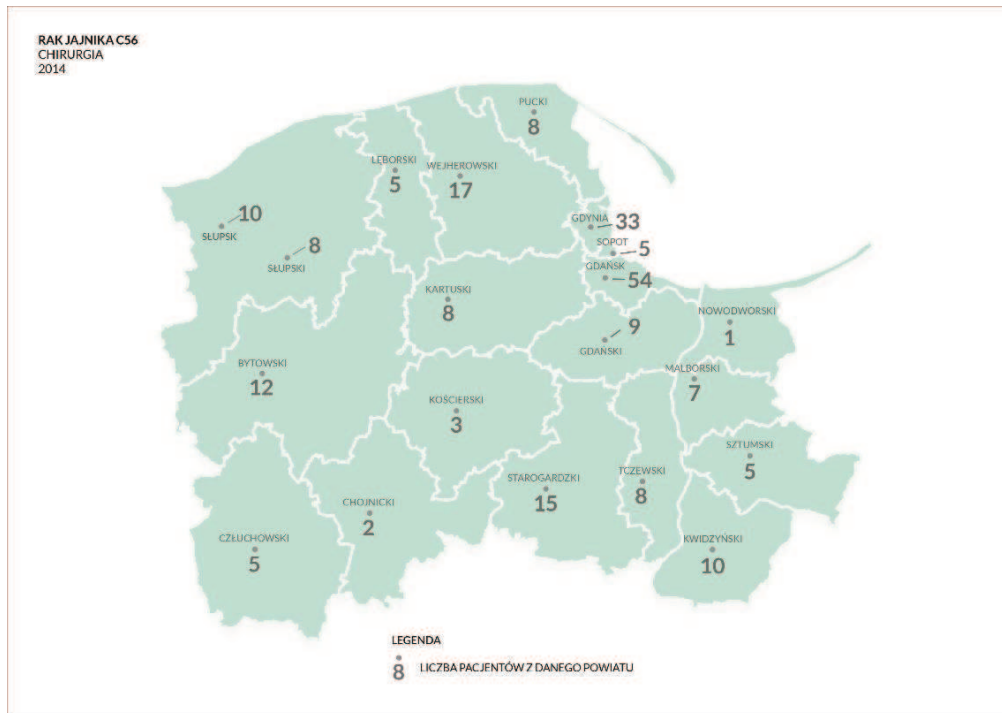 RAK JAJNIKA C56
CHIRURGIA
2014
PUCKI
8
LĘBORSKI
5
WEJHEROWSKI
17
10
SŁUPSK
8
SŁUPSKI
GDYNIA
33
SOPOT
5
GDAŃSK
54
KARTUSKI
8
NOWODWORSKI
1
9
GDAŃSKI
BYTOWSKI
12
MALBORSKI
7
KOŚCIERSKI
3
SZTUMSKI
5
STAROGARDZKI
15
TCZEWSKI
8
CHOJNICKI
2
CZŁUCHOWSKI
5
KWIDZYŃSKI
10
LEGENDA
8
LICZBA PACJENTÓW Z DANEGO POWIATU